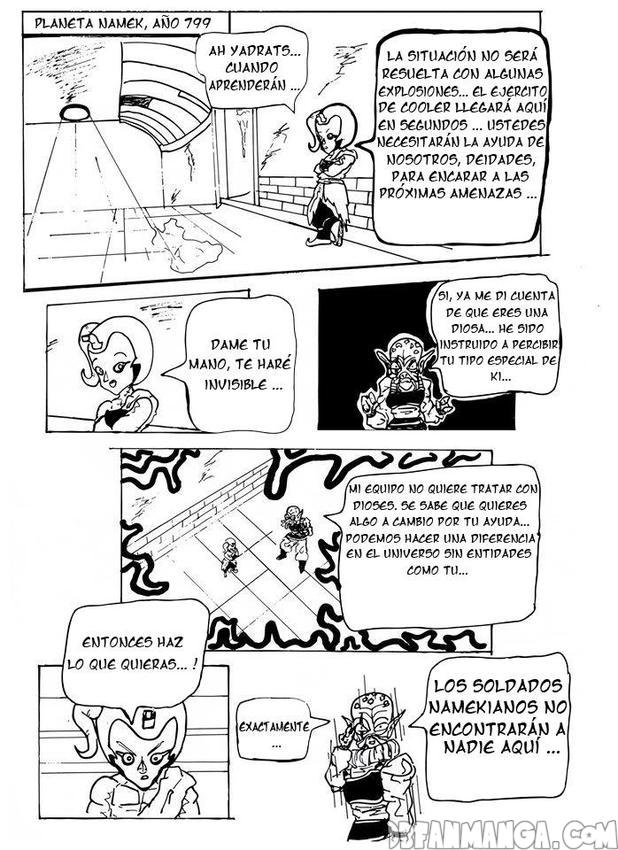 PLANETA NAMEK, AÑO 799
AH YADRATS...
CUANDO
APRENDERÁN ...
LA SITUACIÓN NO SERÁ
RESUELTA CON ALGUNAS
EXPLOSIONES... EL EJERCITO
DE COOLER LLEGARÁ AQUÍ
EN SEGUNDOS ... USTEDES
NECESITARÁN LA AYUDA DE
NOSOTROS, DEIDADES,
PARA ENCARAR A LAS
PRÓXIMAS AMENAZAS ...
DAME TU
MANO, TE HARÉ
INVISIBLE ...
SI, YA ME DI CUENTA
DE QUE ERES UNA
DIOSA... HE SIDO
INSTRUIDO A PERCIBIR
TU TIPO ESPECIAL DE
KI...
MI EQUIPO NO QUIERE TRATAR CON
DIOSES. SE SABE QUE QUIERES
ALGO A CAMBIO POR TU AYUDA...
PODEMOS HACER UNA DIFERENCIA
EN EL UNIVERSO SIN ENTIDADES
COMO TU...
ENTONCES HAZ
LO QUE QUIERAS... !
EXACTAMENTE
...
LOS SOLDADOS
NAMEKIANOS NO
ENCONTRARÁN A
NADIE AQUÍ ...
DBFANMANGA.COM